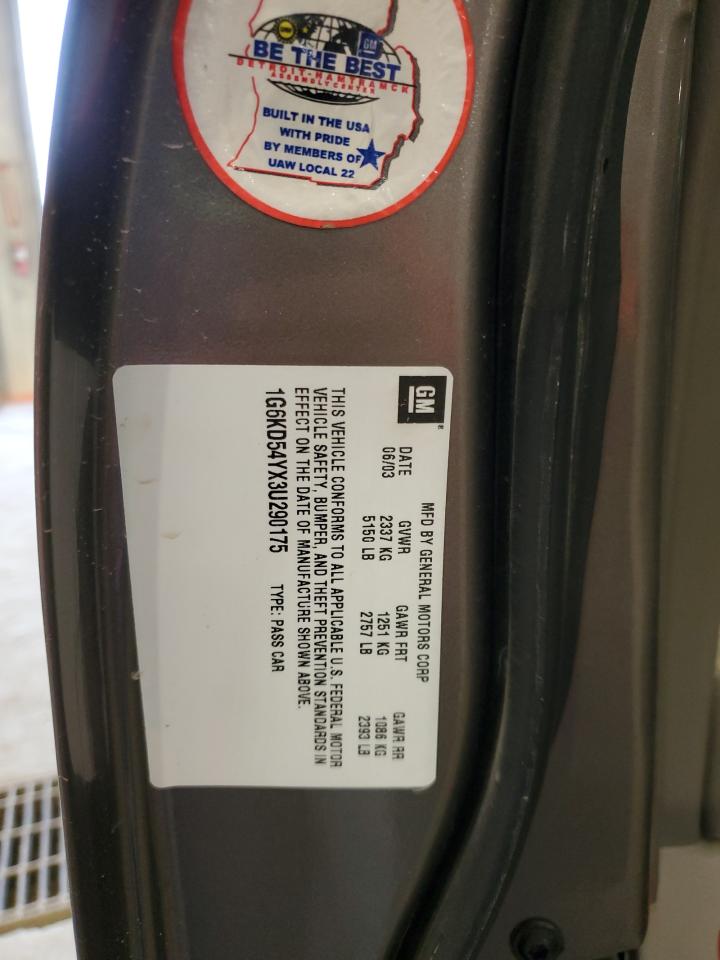 BE THE BEST
DETROIT-HAMTRAMCK
ASSEMBLY CENTER
BUILT IN THE USA
WITH PRIDE
BY MEMBERS OF
UAW LOCAL 22
GM
MFD BY GENERAL MOTORS CORP
DATE GVWR GAWR FRT GAWR RR
06/03 2337 KG 1251 KG 1086 KG
5150 LB 2757 LB 2393 LB
THIS VEHICLE CONFORMS TO ALL APPLICABLE U.S. FEDERAL MOTOR
VEHICLE SAFETY, BUMPER, AND THEFT PREVENTION STANDARDS IN
EFFECT ON THE DATE OF MANUFACTURE SHOWN ABOVE.
1G6KD54YX3U290175 TYPE: PASS CAR